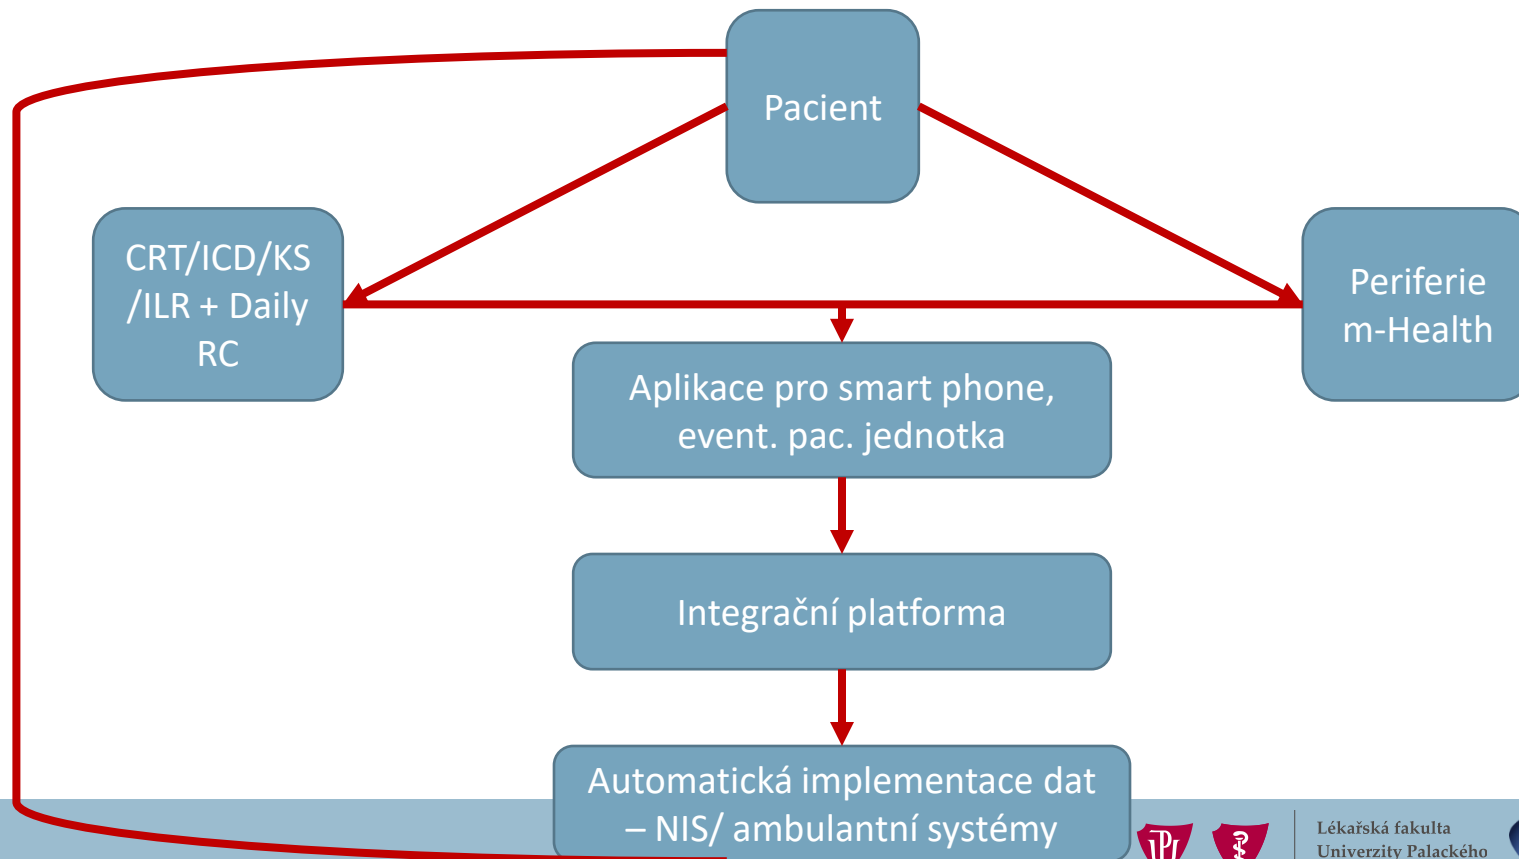 Pacient
CRT/ICD/KS
/ILR + Daily
RC
Periferie
m-Health
Aplikace pro smart phone,
event. pac. jednotka
Integrační platforma
Automatická implementace dat
– NIS/ ambulantní systémy
Lékařská fakulta
Univerzity Palackého